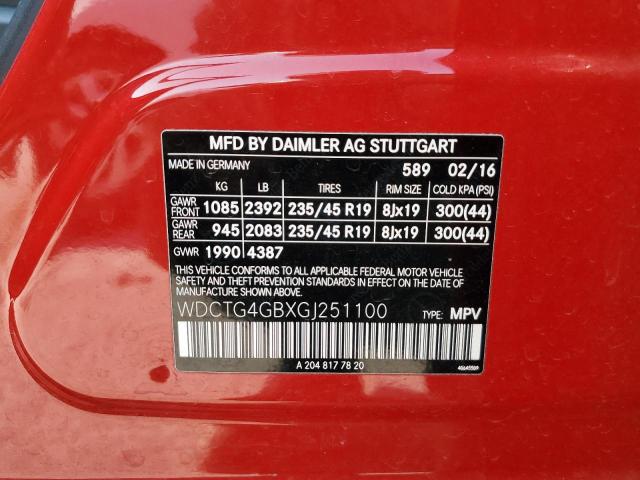 MFD BY DAIMLER AG STUTTGART
MADE IN GERMANY 589 02/16
KG LB TIRES RIM SIZE COLD KPA (PSI)
GAWR FRONT 1085 2392 235/45 R19 8Jx19 300(44)
GAWR REAR 945 2083 235/45 R19 8Jx19 300(44)
GVWR 1990 4387
THIS VEHICLE CONFORMS TO ALL APPLICABLE FEDERAL MOTOR VEHICLE
SAFETY AND THEFT PREVENTION STANDARDS IN EFFECT ON THE DATE
OF MANUFACTURE SHOWN ABOVE.
WDCTG4GBXGJ251100 TYPE: MPV
A 204 817 78 20